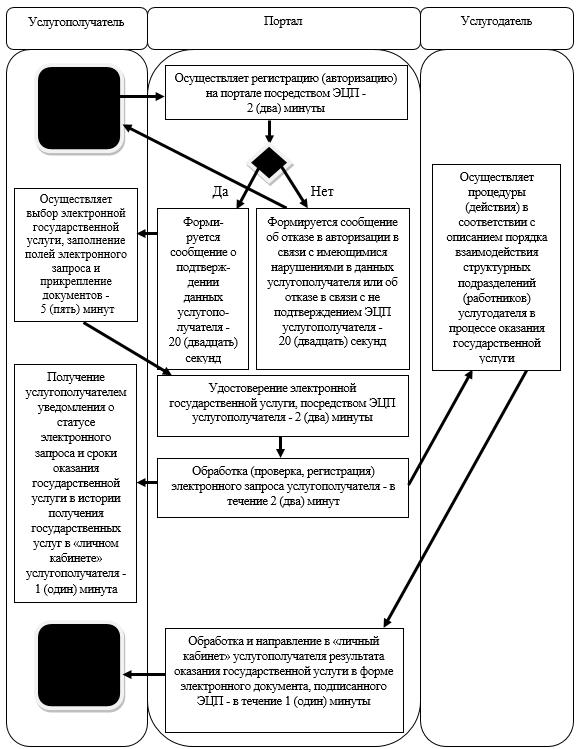 Услугополучатель
Портал
Услугодатель
Осуществляет регистрацию (авторизацию)
на портале посредством ЭЦП -
2 (два) минуты
Да
Нет
Осуществляет
выбор электронной
государственной
услуги, заполнение
полей электронного
запроса и
прикрепление
документов -
5 (пять) минут
Форми-
руется
сообщение о
подтверж-
дении
данных
услугопо-
лучателя -
20 (двадцать)
секунд
Формируется сообщение
об отказе в авторизации в
связи с имеющимися
нарушениями в данных
услугополучателя или об
отказе в связи с не
подтверждением ЭЦП
услугополучателя -
20 (двадцать) секунд
Осуществляет
процедуры
(действия) в
соответствии с
описанием порядка
взаимодействия
структурных
подразделений
(работников)
услугодателя в
процессе оказания
государственной
услуги
Удостоверение электронной
государственной услуги, посредством ЭЦП
услугополучателя - 2 (два) минуты
Получение
услугополучателем
уведомления о
статусе
электронного
запроса и сроки
оказания
государственной
услуги в истории
получения
государственных
услуг в «личном
кабинете»
услугополучателя -
1 (один) минута
Обработка (проверка, регистрация)
электронного запроса услугополучателя - в
течение 2 (два) минут
Обработка и направление в «личный
кабинет» услугополучателя результата
оказания государственной услуги в форме
электронного документа, подписанного
ЭЦП - в течение 1 (один) минуты